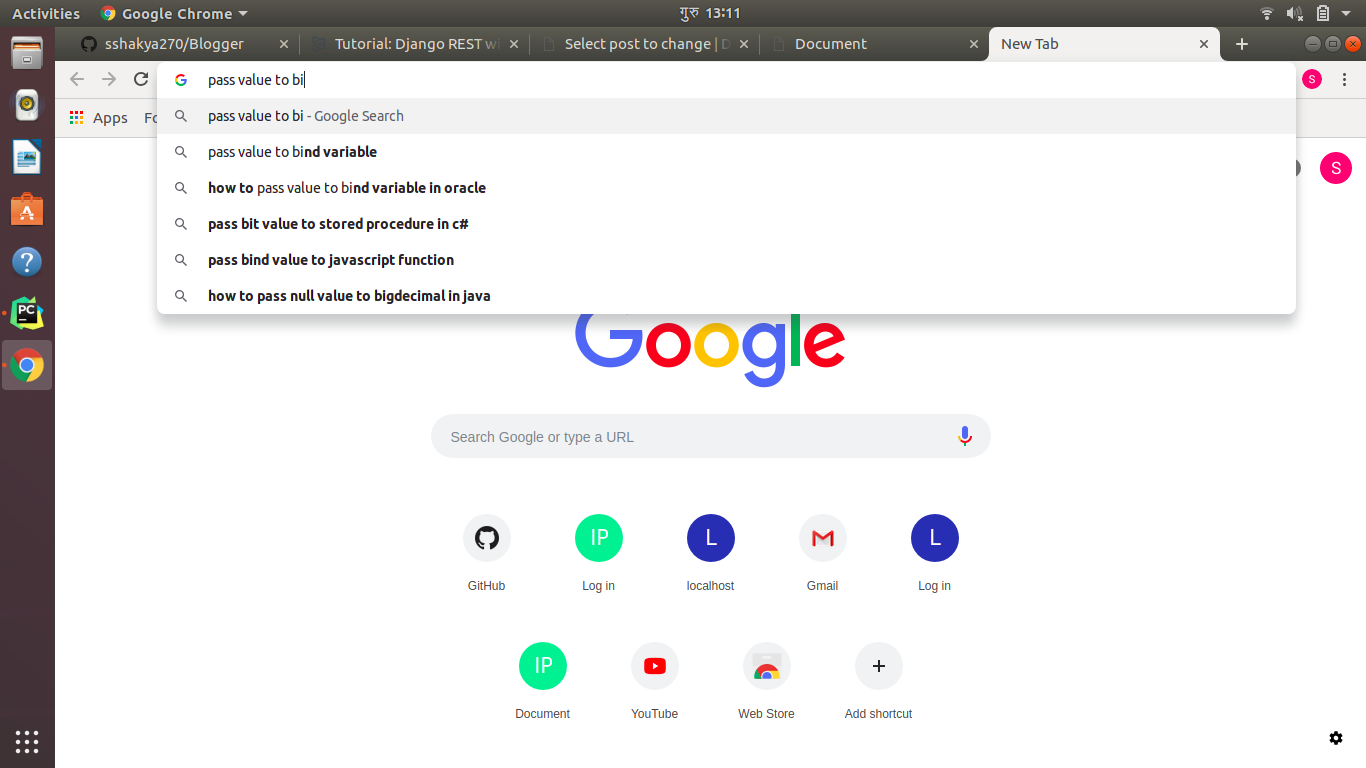 Activities Google Chrome गुरु 13:11
sshakya270/Blogger Tutorial: Django REST wi Select post to change | D Document New Tab
pass value to bi S
Apps Fo
pass value to bi - Google Search
pass value to bind variable
how to pass value to bind variable in oracle
pass bit value to stored procedure in c#
pass bind value to javascript function
how to pass null value to bigdecimal in java
S
Google
Search Google or type a URL
IP L L
GitHub Log in localhost Gmail Log in
IP
Document YouTube Web Store Add shortcut
PC